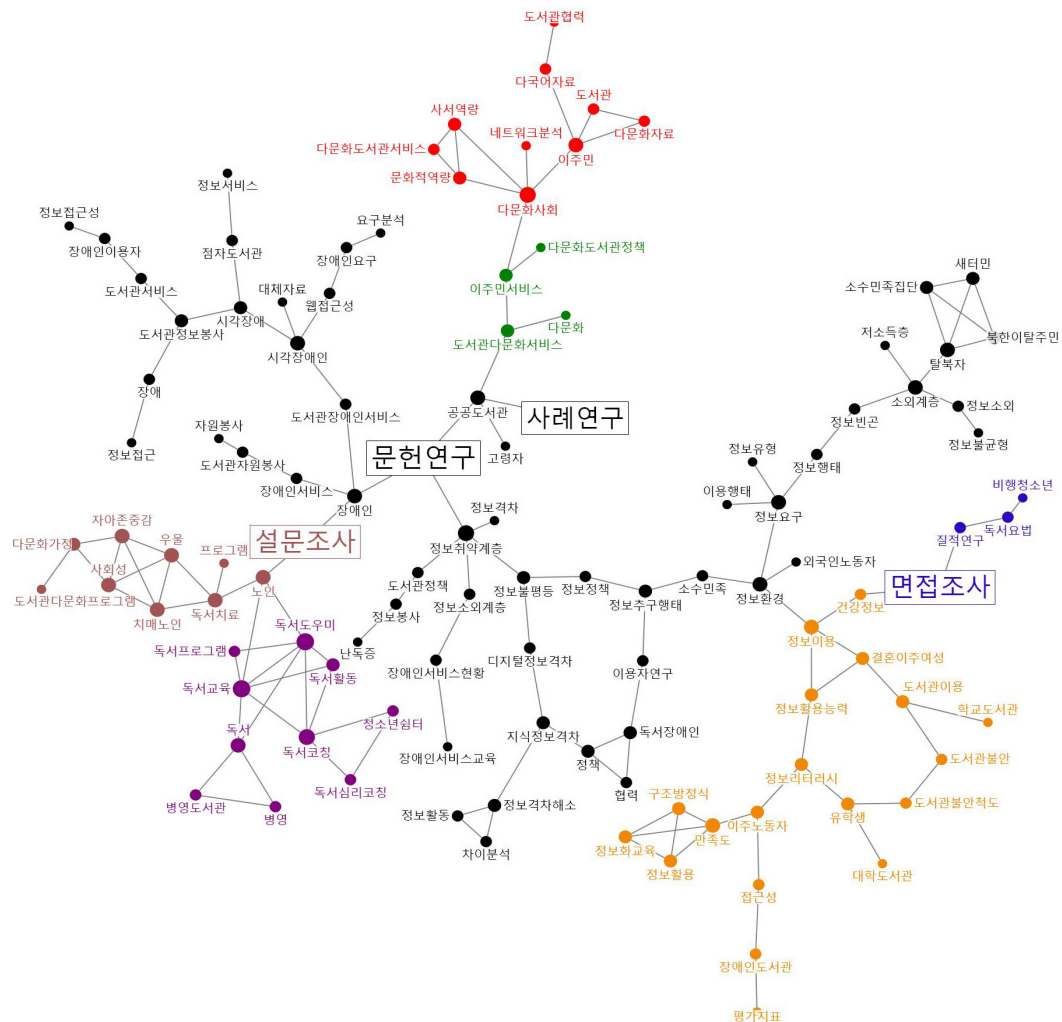 도서관협력
다국어자료
도서관
사서역량
다문화자료
네트워크분석
다문화도서관서비스
이주민
문화적역량
정보서비스
다문화사회
정보접근성
요구분석
장애인이용자
점자도서관
장애인요구
다문화도서관정책
새터민
도서관서비스
대체자료
이주민서비스
소수민족집단
웹접근성
시각장애
다문화
저소득층
북한이탈주민
도서관정보봉사
도서관다문화서비스
시각장애인
탈북자
장애
소외계층
공공도서관
사례연구
정보소외
도서관장애인서비스
정보빈곤
자원봉사
정보접근
문헌연구
고령자
정보불균형
도서관자원봉사
정보유형
정보행태
장애인서비스
이용행태
비행청소년
장애인
정보격차
정보요구
독서요법
자아존중감
우울
설문조사
질적연구
다문화가정
프로그램
정보취약계층
사회성
도서관정책
외국인노동자
노인
정보불평등
정보정책
소수민족
정보환경
면접조사
도서관다문화프로그램
독서치료
정보소외계층
정보추구행태
건강정보
치매노인
정보봉사
독서도우미
정보이용
독서프로그램
난독증
디지털정보격차
결혼이주여성
독서활동
장애인서비스현황
이용자연구
독서교육
도서관이용
청소년쉼터
정보활용능력
학교도서관
독서
지식정보격차
독서장애인
독서코칭
장애인서비스교육
정책
도서관불안
정보리터러시
독서심리코칭
협력
병영도서관
정보격차해소
구조방정식
도서관불안척도
병영
정보활동
이주노동자
유학생
만족도
차이분석
정보화교육
정보활용
대학도서관
접근성
장애인도서관
평가지표